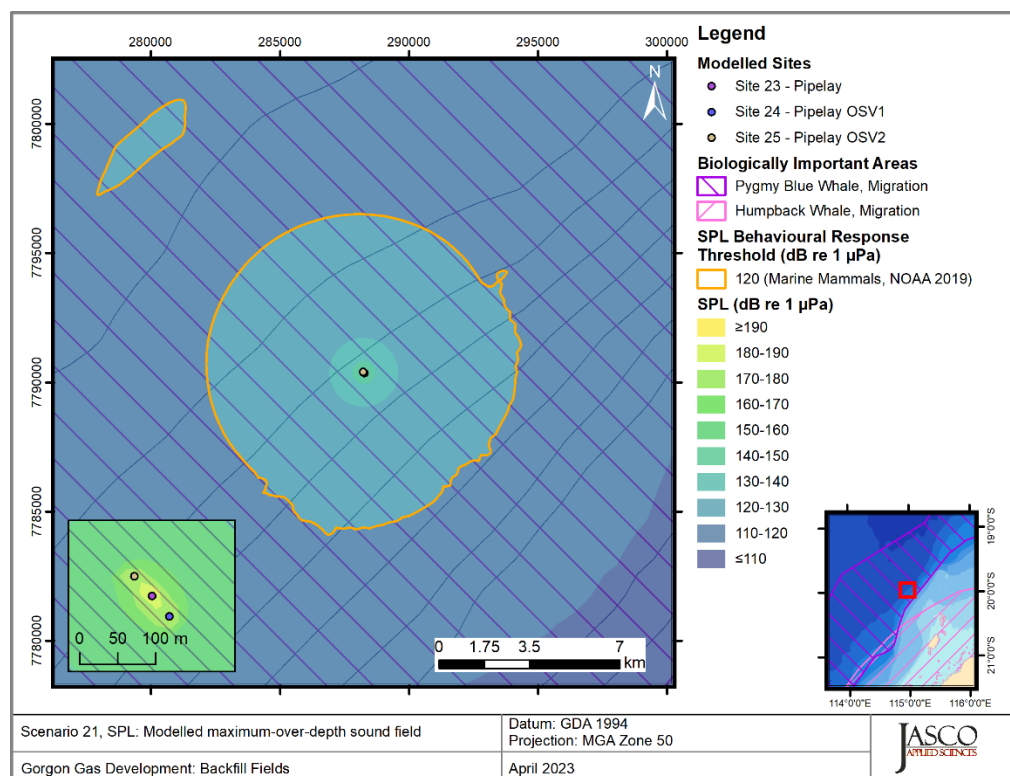 280000 285000 290000 295000 300000
7800000
7795000
7790000
7785000
7780000
N
0 50 100 m
0 1.75 3.5 7
km
Legend
Modelled Sites
Site 23 - Pipelay
Site 24 - Pipelay OSV1
Site 25 - Pipelay OSV2
Biologically Important Areas
Pygmy Blue Whale, Migration
Humpback Whale, Migration
SPL Behavioural Response
Threshold (dB re 1 µPa)
120 (Marine Mammals, NOAA 2019)
SPL (dB re 1 µPa)
≥190
180-190
170-180
160-170
150-160
140-150
130-140
120-130
110-120
≤110
19°0'0"S
20°0'0"S
21°0'0"S
114°0'0"E 115°0'0"E 116°0'0"E
Scenario 21, SPL: Modelled maximum-over-depth sound field
Datum: GDA 1994
Projection: MGA Zone 50
Gorgon Gas Development: Backfill Fields
April 2023
JASCO
APPLIED SCIENCES